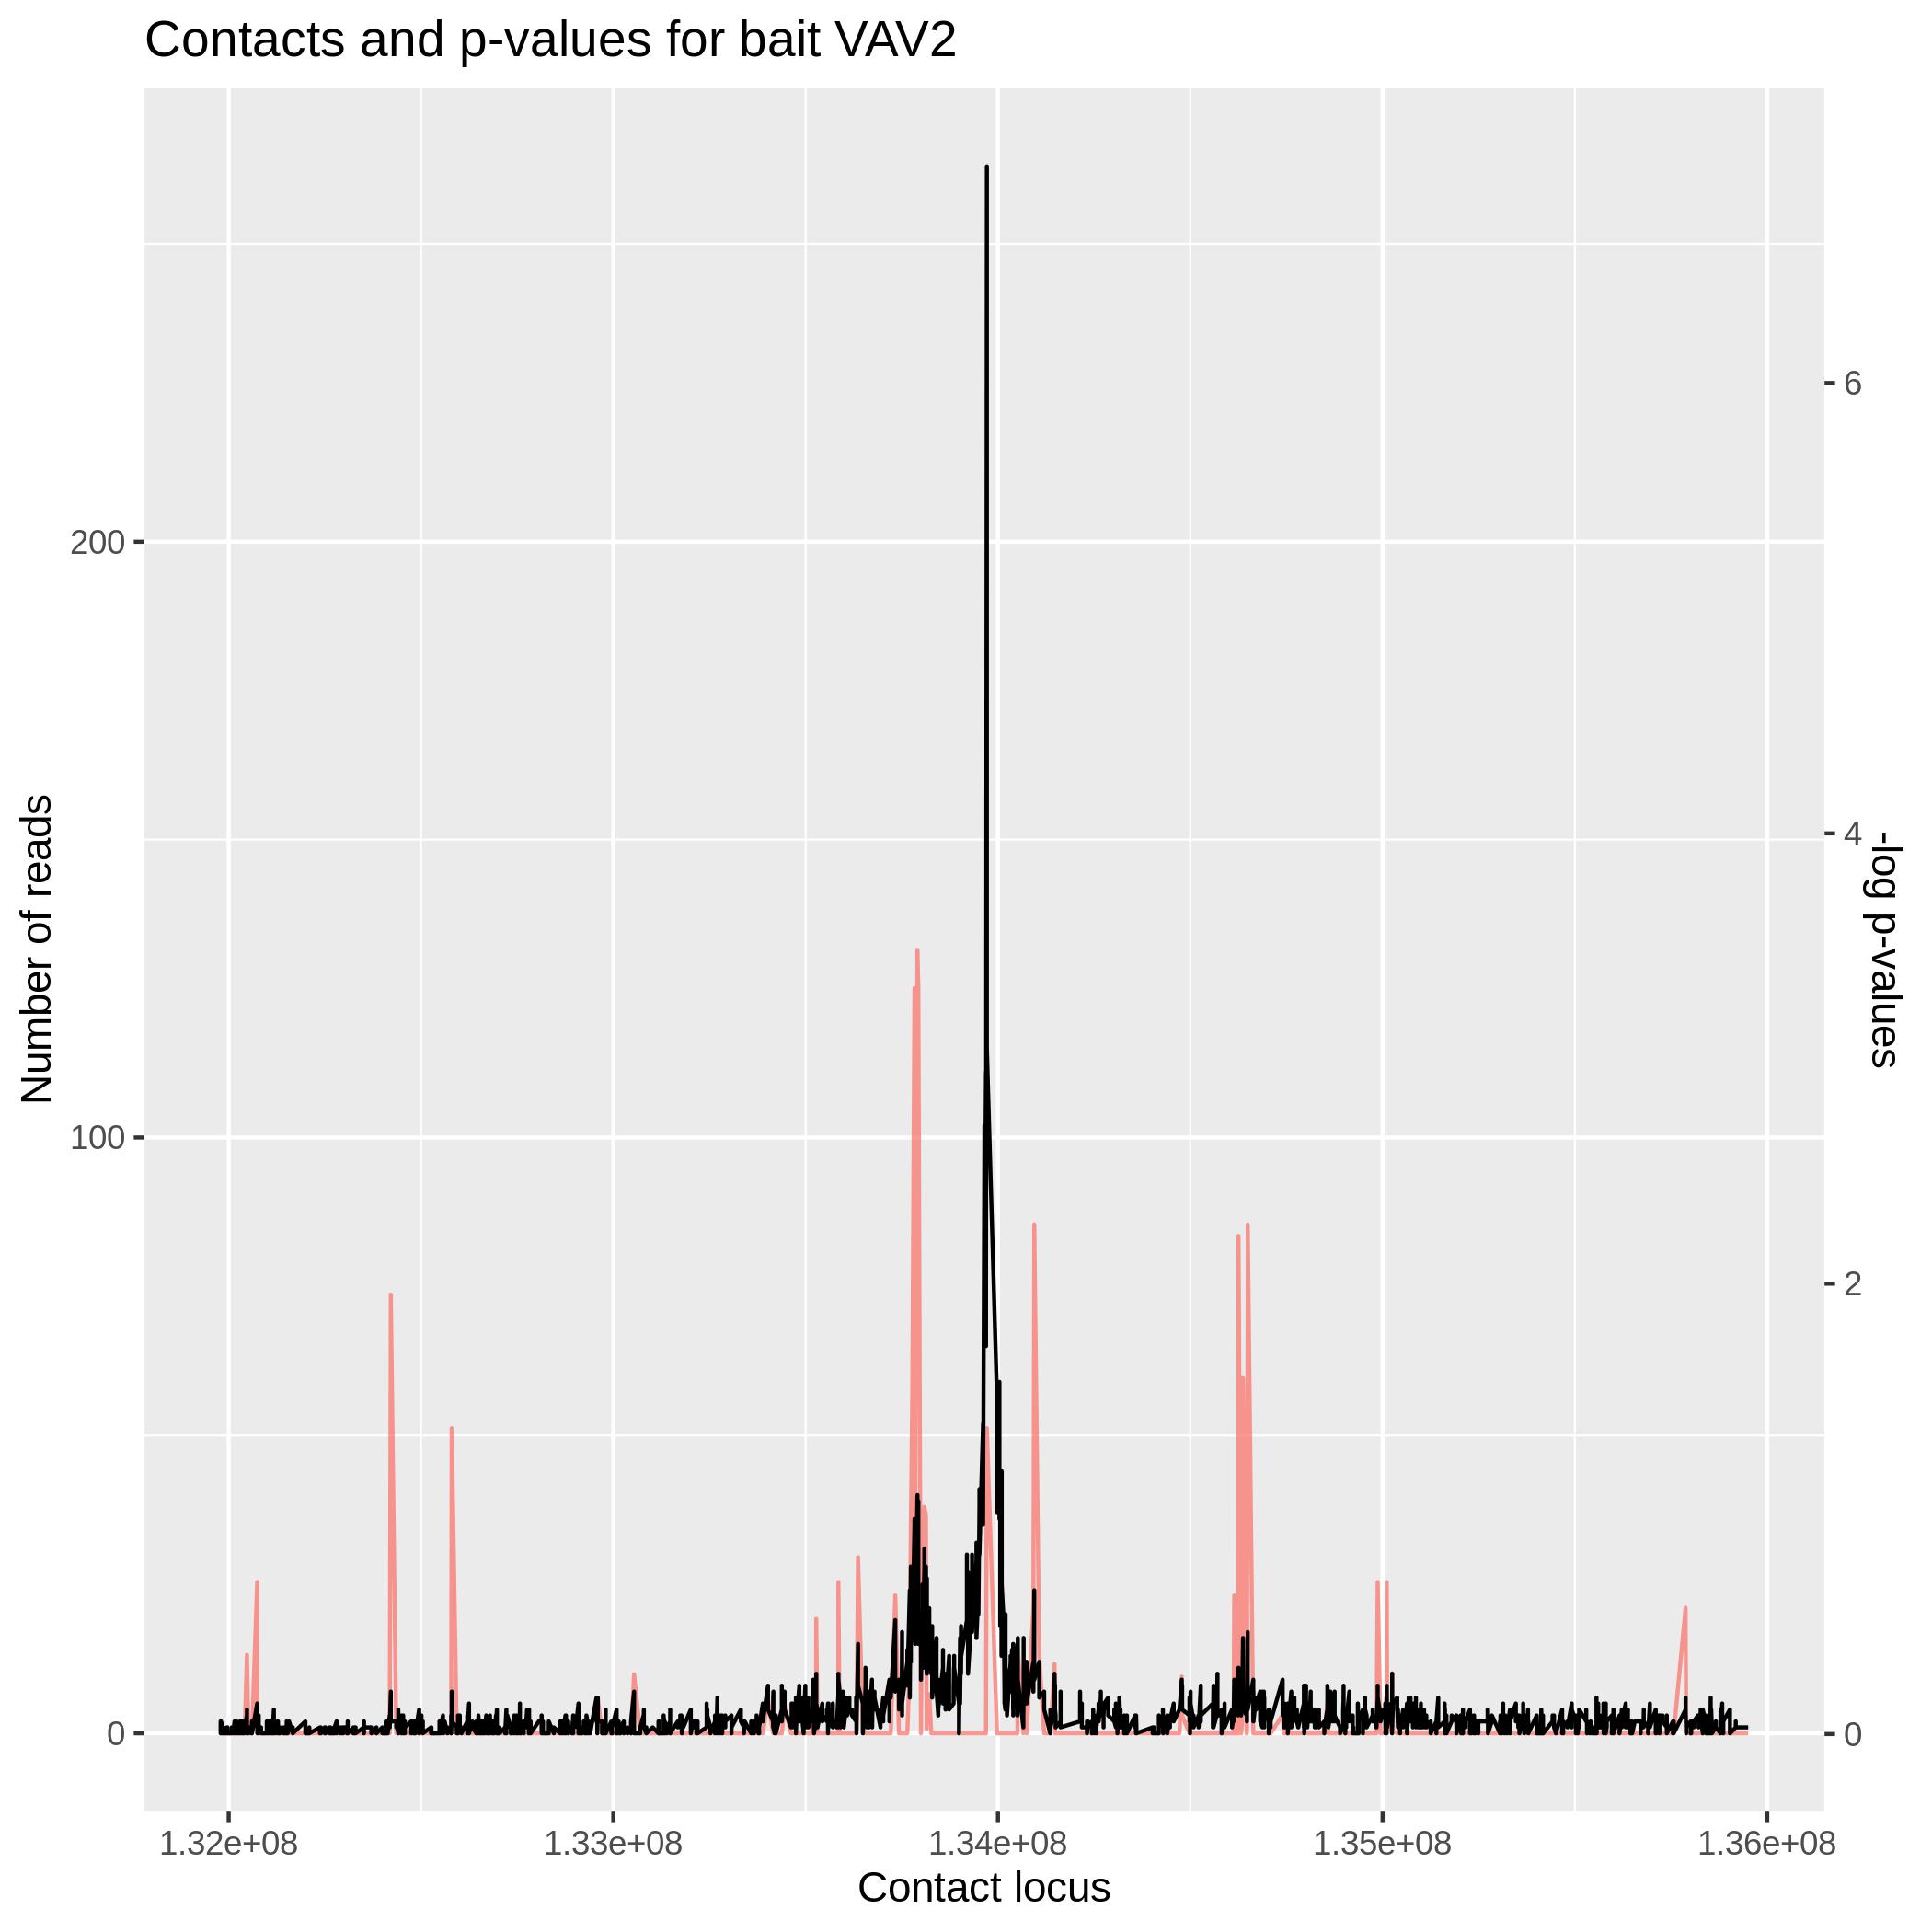 Contacts and p-values for bait VAV2
Number of reads
200
100
0
6
4
2
0
-log p-values
1.32e+08 1.33e+08 1.34e+08 1.35e+08 1.36e+08
Contact locus